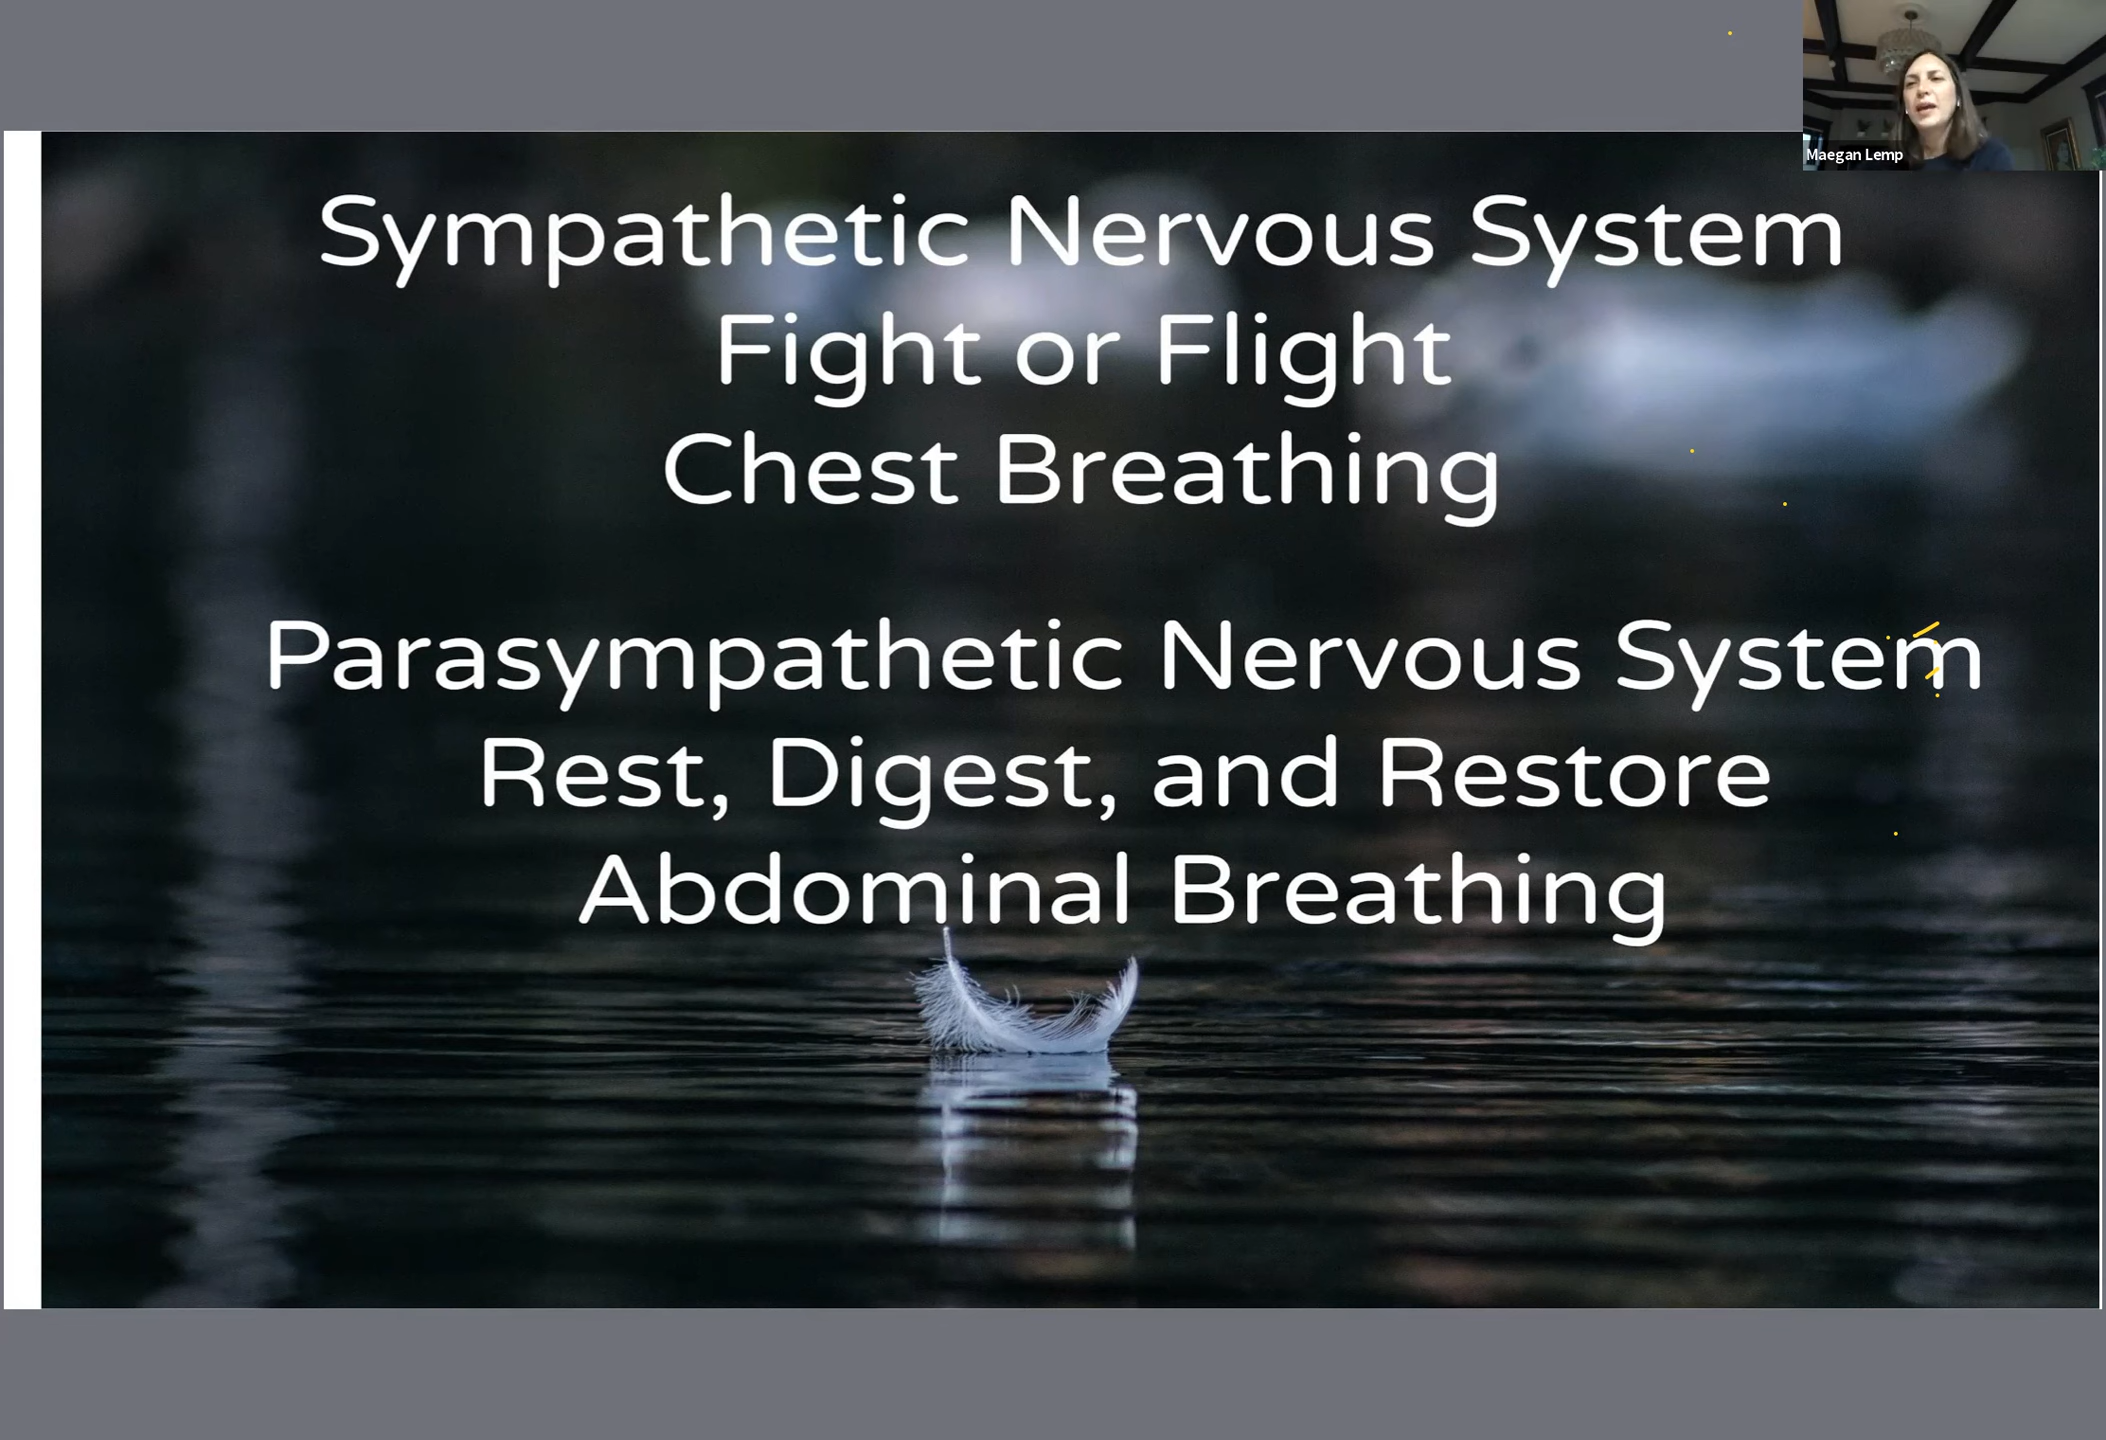 Maegan Lemp
Sympathetic Nervous System
Fight or Flight
Chest Breathing
Parasympathetic Nervous System
Rest, Digest, and Restore
Abdominal Breathing